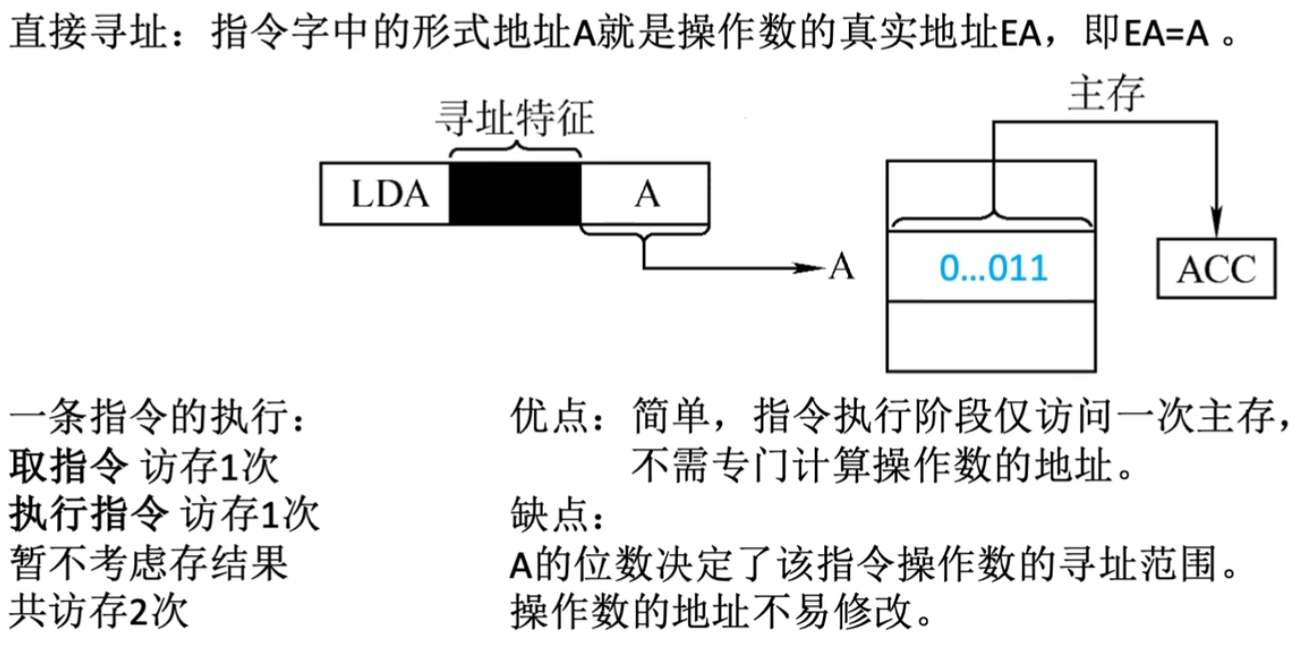 直接寻址：指令字中的形式地址A就是操作数的真实地址EA，即EA=A 。
主存
寻址特征
LDA
A
A
0...011
ACC
一条指令的执行：
取指令 访存1次
执行指令 访存1次
暂不考虑存结果
共访存2次
优点：简单，指令执行阶段仅访问一次主存，
不需专门计算操作数的地址。
缺点：
A的位数决定了该指令操作数的寻址范围。
操作数的地址不易修改。